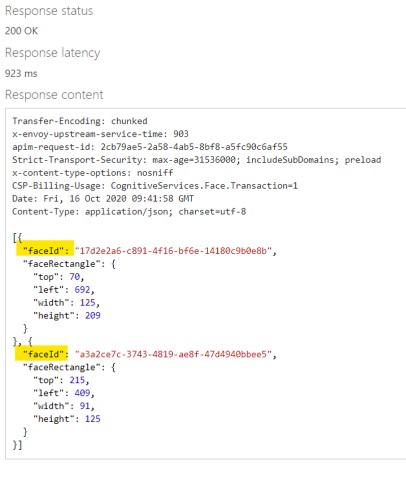 Response status
200 OK
Response latency
923 ms
Response content
Transfer-Encoding: chunked
x-envoy-upstream-service-time: 903
apim-request-id: 2cb79ae5-2a58-4ab5-8bf8-a5fc90c6af55
Strict-Transport-Security: max-age=31536000; includeSubDomains; preload
x-content-type-options: nosniff
CSP-Billing-Usage: CognitiveServices.Face.Transaction=1
Date: Fri, 16 Oct 2020 09:41:58 GMT
Content-Type: application/json; charset=utf-8
[{
"faceId": "17d2e2a6-c891-4f16-bf6e-14180c9b0e8b",
"faceRectangle": {
"top": 70,
"left": 692,
"width": 125,
"height": 209
}
}, {
"faceId": "a3a2ce7c-3743-4819-ae8f-47d4940bbee5",
"faceRectangle": {
"top": 215,
"left": 409,
"width": 91,
"height": 125
}
}]